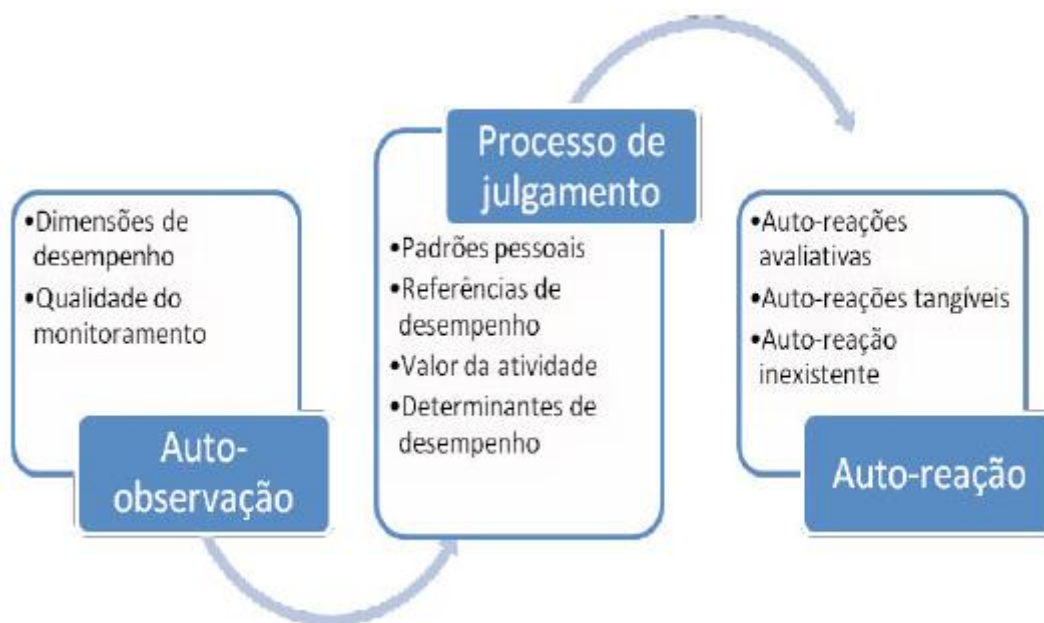 •Dimensões de
desempenho
•Qualidade do
monitoramento
Auto-
observação
Processo de
julgamento
•Padrões pessoais
•Referências de
desempenho
•Valor da atividade
•Determinantes de
desempenho
•Auto-reações
avaliativas
•Auto-reações tangíveis
•Auto-reação
inexistente
Auto-reação